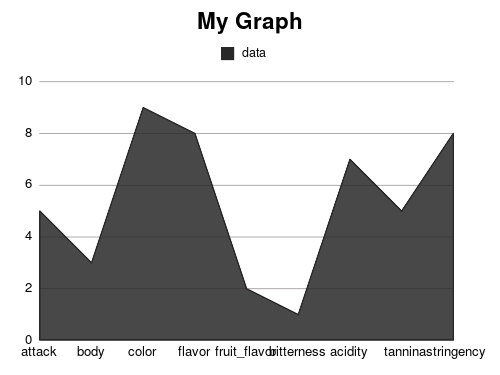 My Graph
data
10
8
6
4
2
0
attack body color flavor fruit_flavor bitterness acidity tannin astringency